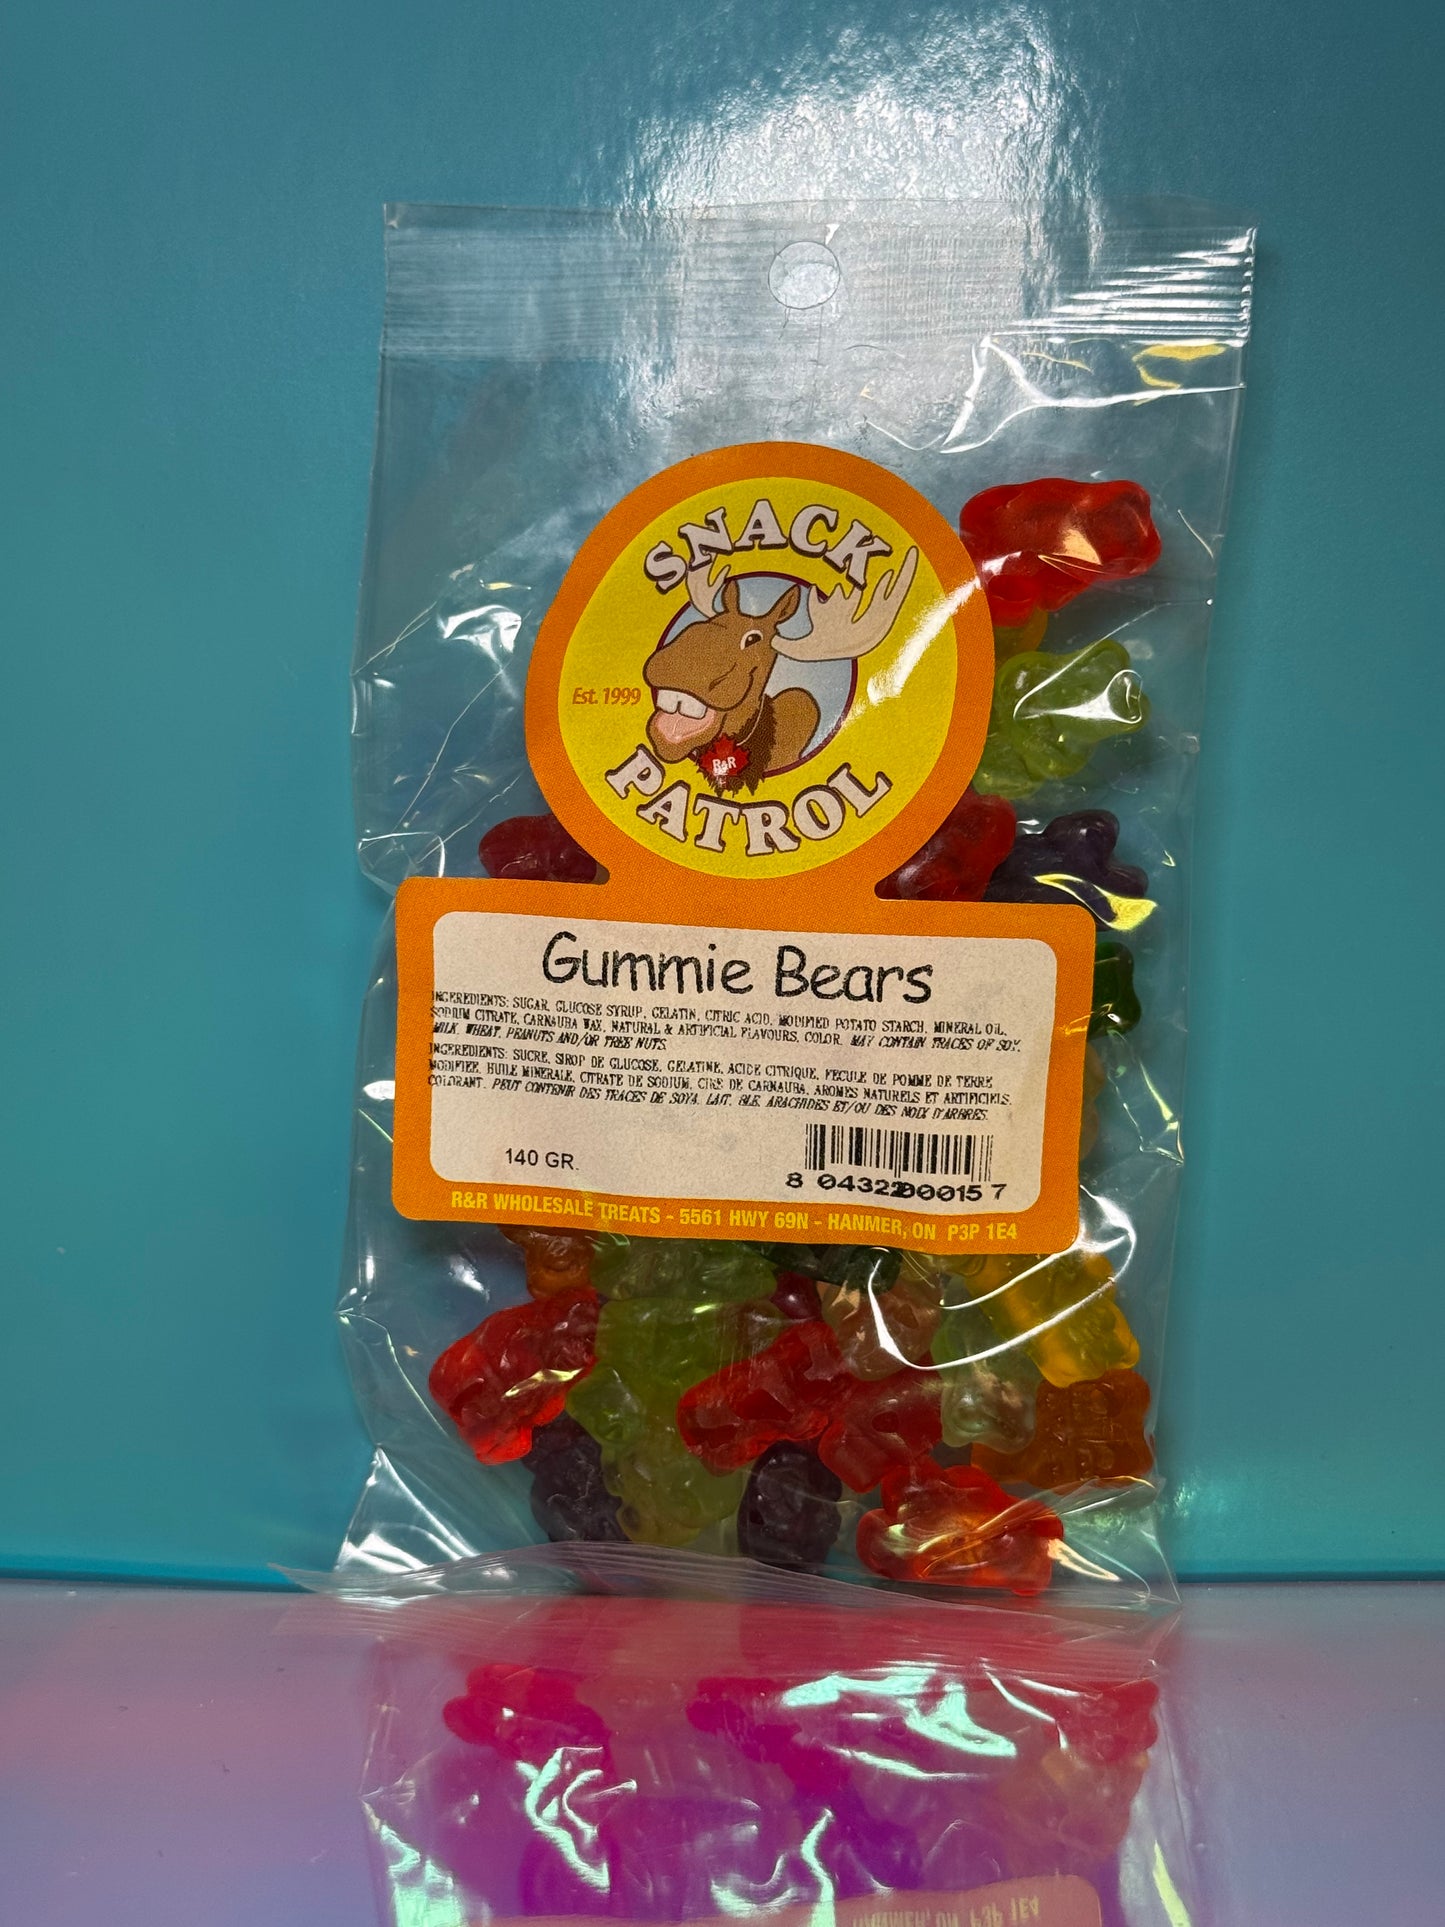 SNACK
Est. 1999
R&R
PATROL
Gummie Bears
INGEREDIENTS: SUGAR, GLUCOSE SYRUP, GELATIN, CITRIC ACID, MODIFIED POTATO STARCH, MINERAL OIL,
SODIUM CITRATE, CARNAUBA WAX, NATURAL & ARTIFICIAL FLAVOURS, COLOR. MAY CONTAIN TRACES OF SOY,
MILK, WHEAT, PEANUTS AND/OR TREE NUTS.
INGEREDIENTS: SUCRE, SIROP DE GLUCOSE, GELATINE, ACIDE CITRIQUE, FECULE DE POMME DE TERRE
MODIFIEE, HUILE MINERALE, CITRATE DE SODIUM, CIRE DE CARNAUBA, AROMES NATURELS ET ARTIFICIELS,
COLORANT. PEUT CONTENIR DES TRACES DE SOYA, LAIT, BLE, ARACHIDES ET/OU DES NOIX D'ARBRES.
140 GR.
8 04322 00015 7
R&R WHOLESALE TREATS - 5561 HWY 69N - HANMER, ON P3P 1E4